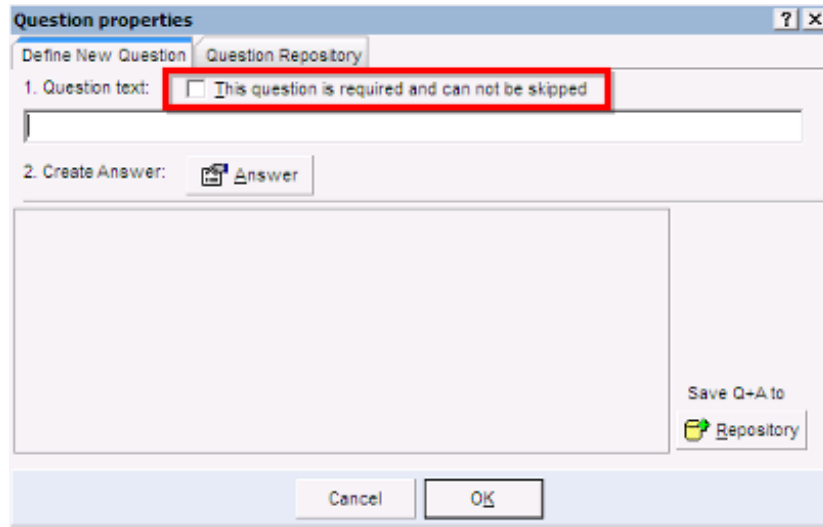 Question properties
? X
Define New Question Question Repository
1. Question text: This question is required and can not be skipped
2. Create Answer: Answer
Save Q+A to
Repository
Cancel OK